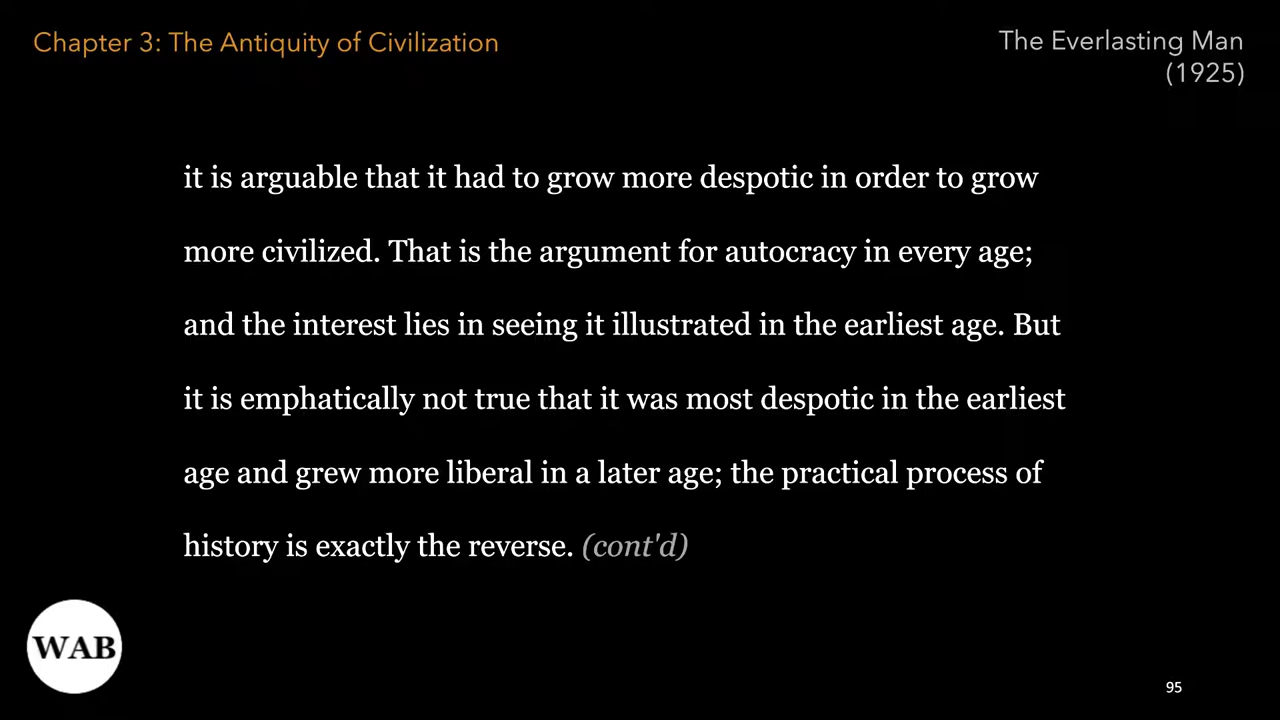 Chapter 3: The Antiquity of Civilization
The Everlasting Man
(1925)
it is arguable that it had to grow more despotic in order to grow
more civilized. That is the argument for autocracy in every age;
and the interest lies in seeing it illustrated in the earliest age. But
it is emphatically not true that it was most despotic in the earliest
age and grew more liberal in a later age; the practical process of
history is exactly the reverse. (cont'd)
WAB
95